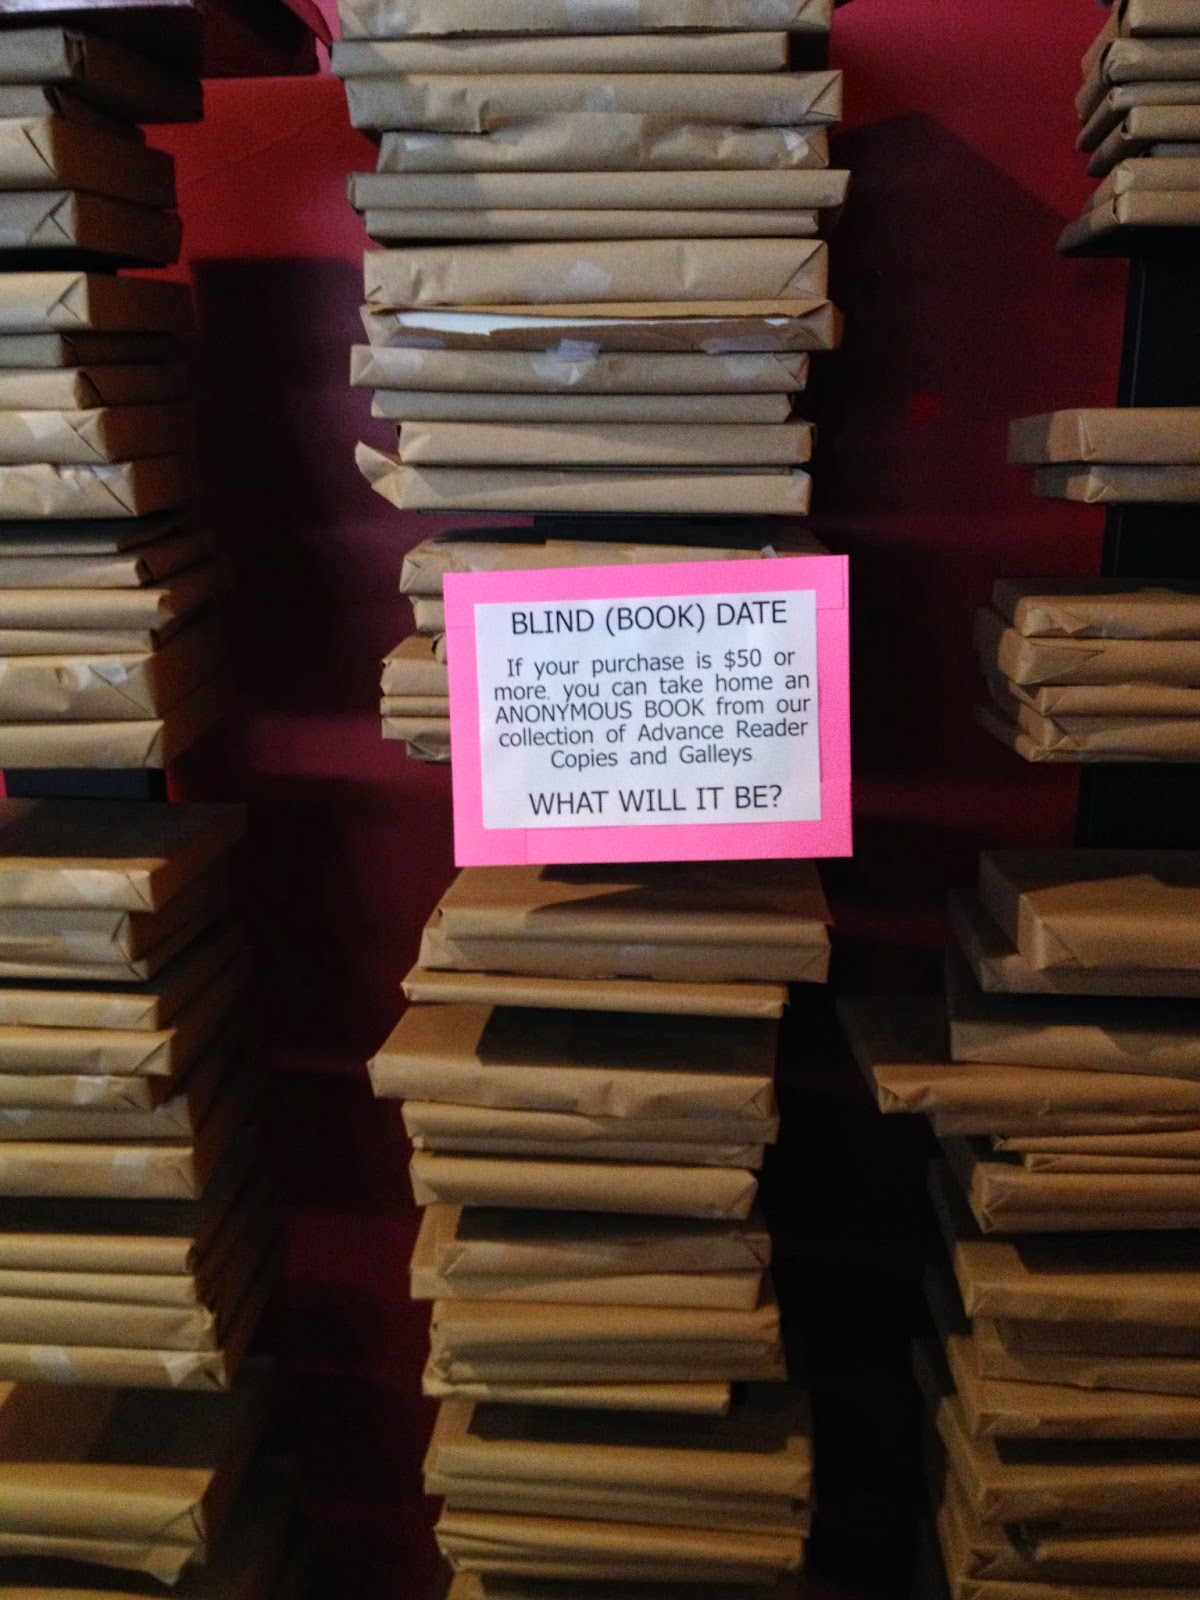 BLIND (BOOK) DATE
If your purchase is $50 or
more, you can take home an
ANONYMOUS BOOK from our
collection of Advance Reader
Copies and Galleys
WHAT WILL IT BE?